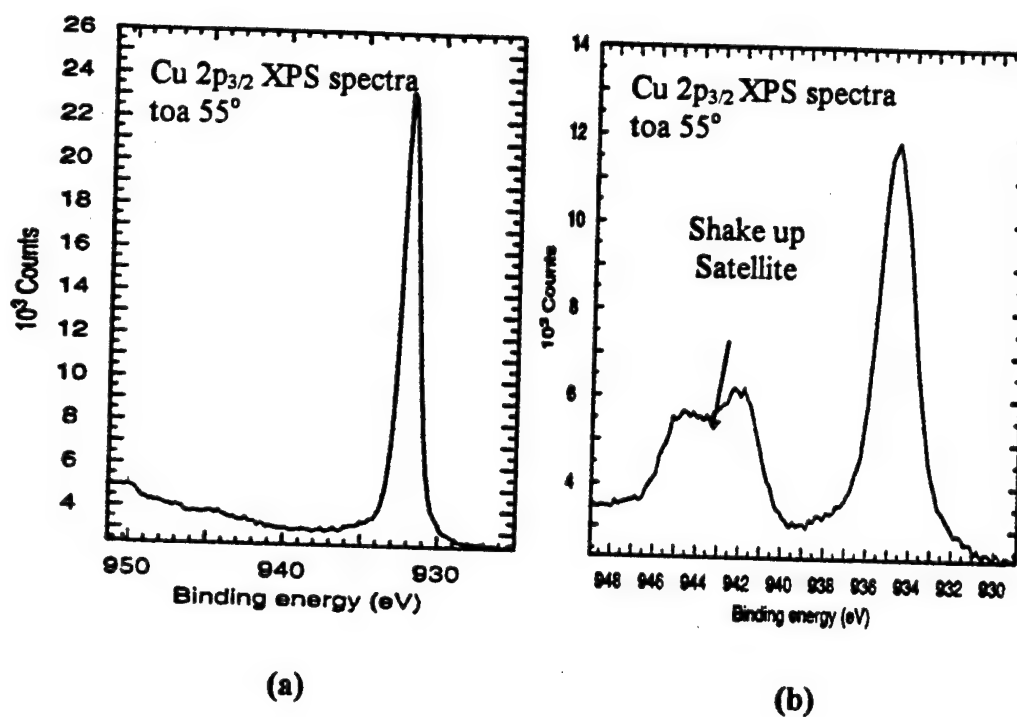 26
24
22
20
18
16
14
12
10
8
6
4
10³ Counts
Cu 2p₃/₂ XPS spectra
toa 55°
950 940 930
Binding energy (eV)
(a)
14
12
10
8
6
4
10³ Counts
Cu 2p₃/₂ XPS spectra
toa 55°
Shake up
Satellite
948 946 944 942 940 938 936 934 932 930
Binding energy (eV)
(b)